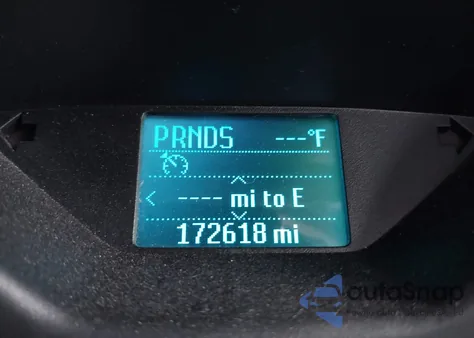 PRNDS ---°F
< ---- mi to E
172618 mi
autoSnap